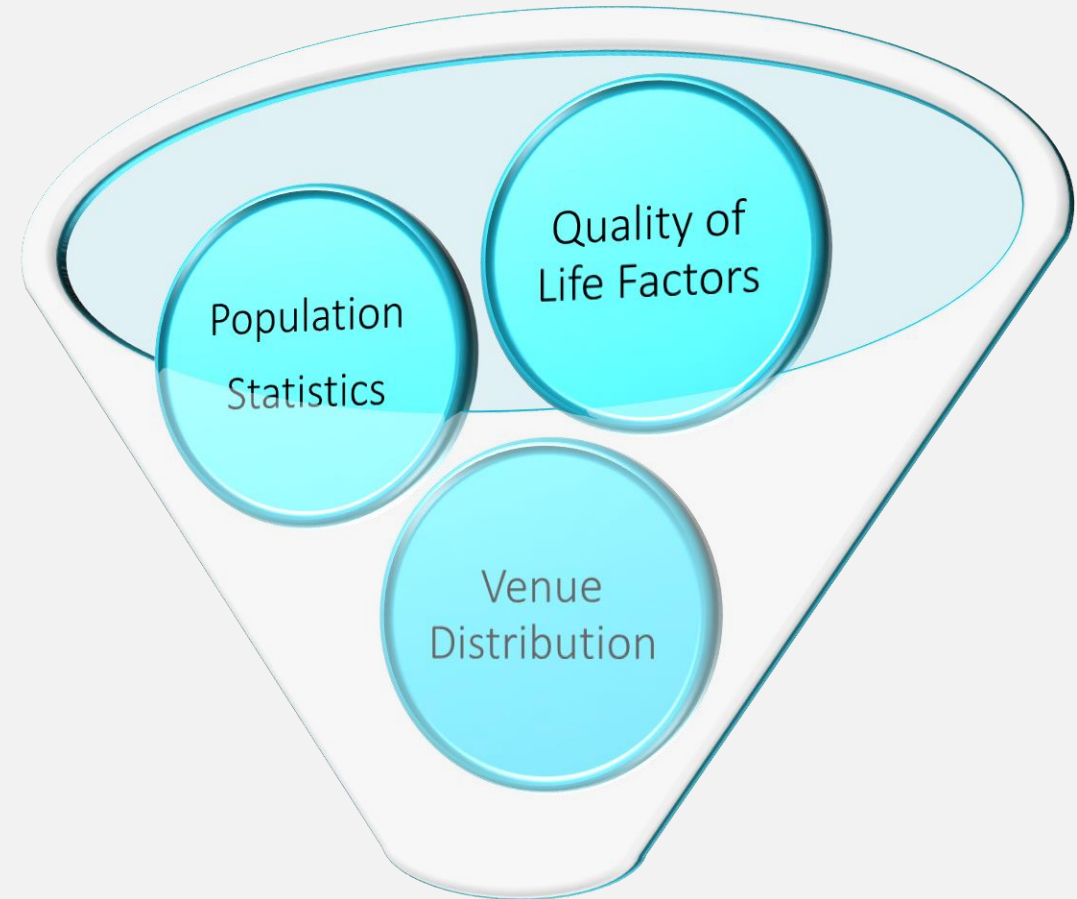 Quality of
Life Factors
Population
Statistics
Venue
Distribution